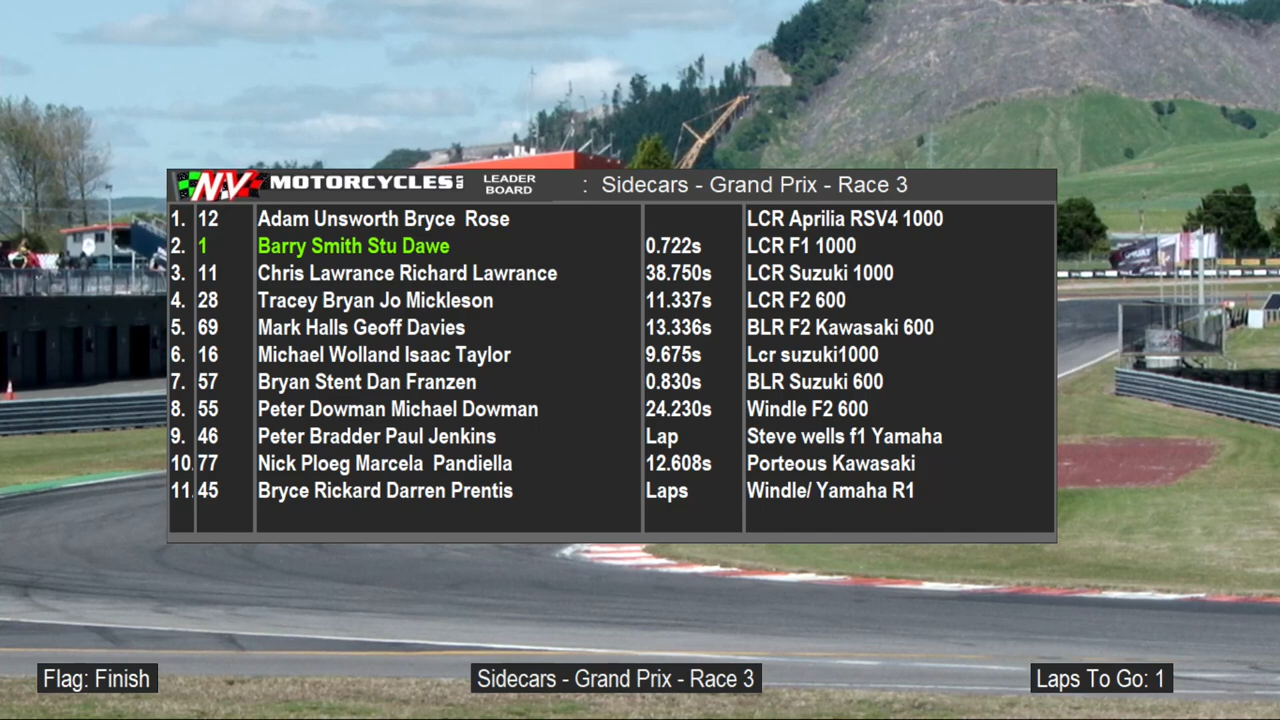 NV MOTORCYCLES LTD LEADER BOARD : Sidecars - Grand Prix - Race 3
1. 12 Adam Unsworth Bryce Rose LCR Aprilia RSV4 1000
2. 1 Barry Smith Stu Dawe 0.722s LCR F1 1000
3. 11 Chris Lawrance Richard Lawrance 38.750s LCR Suzuki 1000
4. 28 Tracey Bryan Jo Mickleson 11.337s LCR F2 600
5. 69 Mark Halls Geoff Davies 13.336s BLR F2 Kawasaki 600
6. 16 Michael Wolland Isaac Taylor 9.675s Lcr suzuki1000
7. 57 Bryan Stent Dan Franzen 0.830s BLR Suzuki 600
8. 55 Peter Dowman Michael Dowman 24.230s Windle F2 600
9. 46 Peter Bradder Paul Jenkins Lap Steve wells f1 Yamaha
10. 77 Nick Ploeg Marcela Pandiella 12.608s Porteous Kawasaki
11. 45 Bryce Rickard Darren Prentis Laps Windle/ Yamaha R1
Flag: Finish Sidecars - Grand Prix - Race 3 Laps To Go: 1